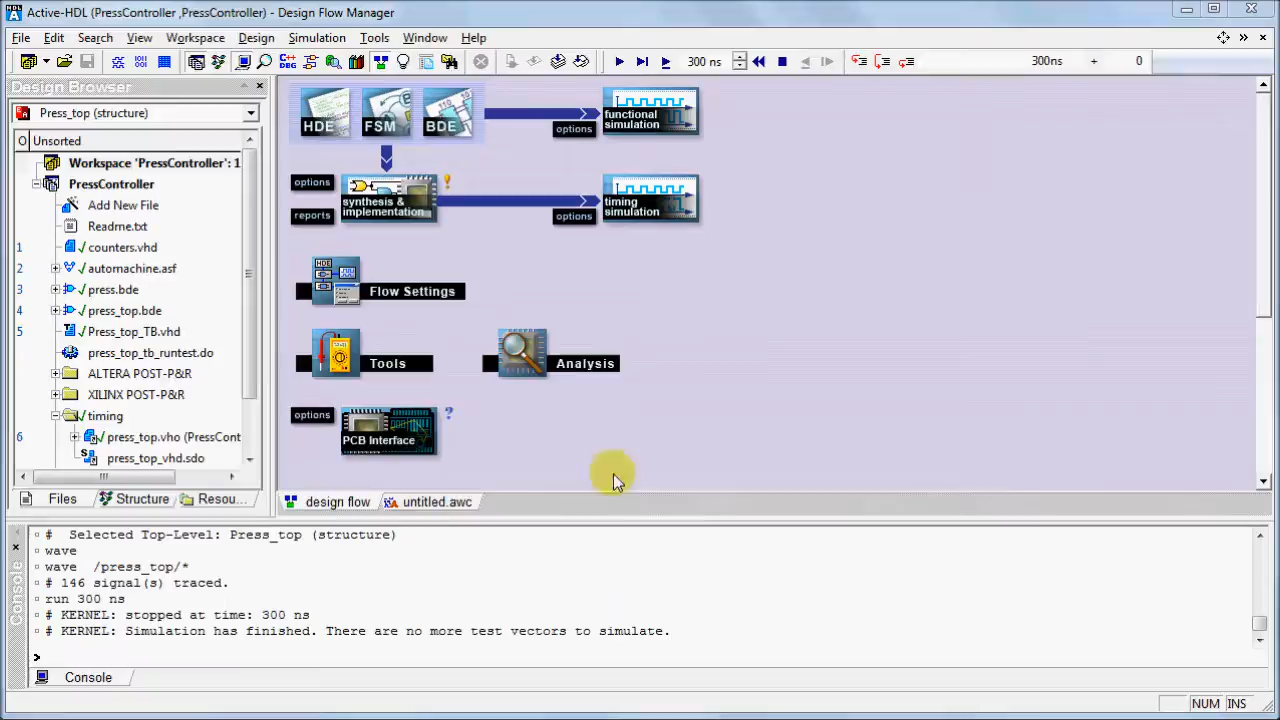 Active-HDL (PressController ,PressController) - Design Flow Manager
File Edit Search View Workspace Design Simulation Tools Window Help
300 ns
300ns + 0
Design Browser
Press_top (structure)
O Unsorted
Workspace 'PressController': 1
PressController
Add New File
Readme.txt
1 counters.vhd
2 automachine.asf
3 press.bde
4 press_top.bde
5 Press_top_TB.vhd
press_top_tb_runtest.do
ALTERA POST-P&R
XILINX POST-P&R
timing
6 press_top.vho (PressCont
press_top_vhd.sdo
Files Structure Resou...
HDE FSM BDE
functional
simulation
options
options
synthesis &
implementation
reports
timing
simulation
options
Flow Settings
Tools
Analysis
options
PCB Interface
design flow untitled.awc
# Selected Top-Level: Press_top (structure)
wave
wave /press_top/*
# 146 signal(s) traced.
run 300 ns
# KERNEL: stopped at time: 300 ns
# KERNEL: Simulation has finished. There are no more test vectors to simulate.
>
Console
Console
NUM INS